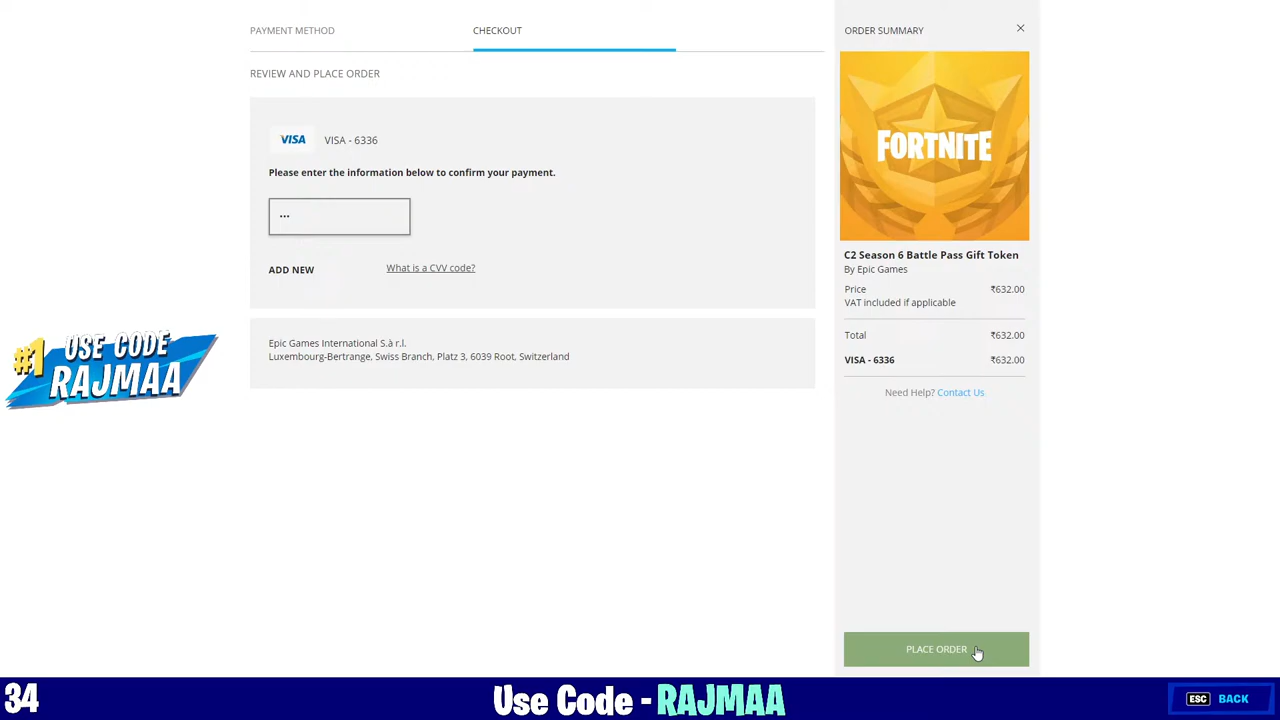 PAYMENT METHOD
CHECKOUT
REVIEW AND PLACE ORDER
VISA
VISA - 6336
Please enter the information below to confirm your payment.
ADD NEW
What is a CVV code?
Epic Games International S.à r.l.
Luxembourg-Bertrange, Swiss Branch, Platz 3, 6039 Root, Switzerland
#1 USE CODE
RAJMAA
ORDER SUMMARY
FORTNITE
C2 Season 6 Battle Pass Gift Token
By Epic Games
Price ₹632.00
VAT included if applicable
Total ₹632.00
VISA - 6336 ₹632.00
Need Help? Contact Us
PLACE ORDER
34
Use Code - RAJMAA
ESC BACK